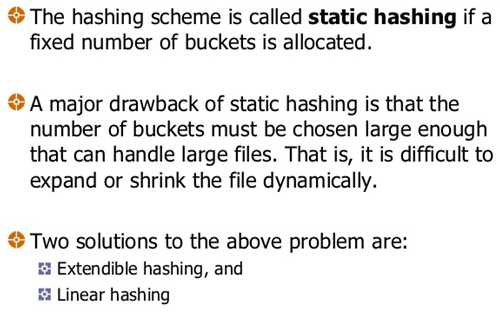 The hashing scheme is called static hashing if a
fixed number of buckets is allocated.
A major drawback of static hashing is that the
number of buckets must be chosen large enough
that can handle large files. That is, it is difficult to
expand or shrink the file dynamically.
Two solutions to the above problem are:
Extendible hashing, and
Linear hashing